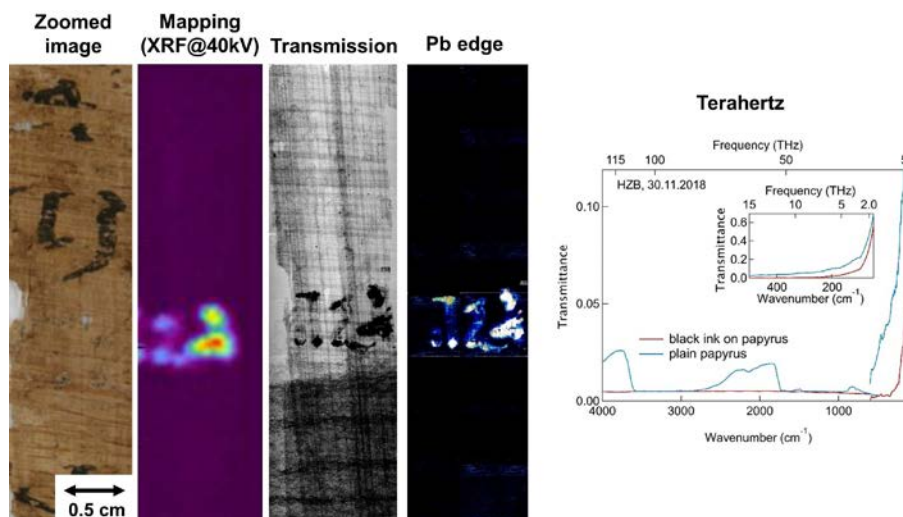 Zoomed image
Mapping (XRF@40kV)
Transmission
Pb edge
0.5 cm
Terahertz
Frequency (THz)
115 100 50 5
HZB, 30.11.2018
Frequency (THz)
15 10 5 2.0
0.6
0.4
0.2
0.0
Transmittance
400 200
Wavenumber (cm⁻¹)
0.10
0.05
0.00
Transmittance
black ink on papyrus
plain papyrus
4000 3000 2000 1000
Wavenumber (cm⁻¹)